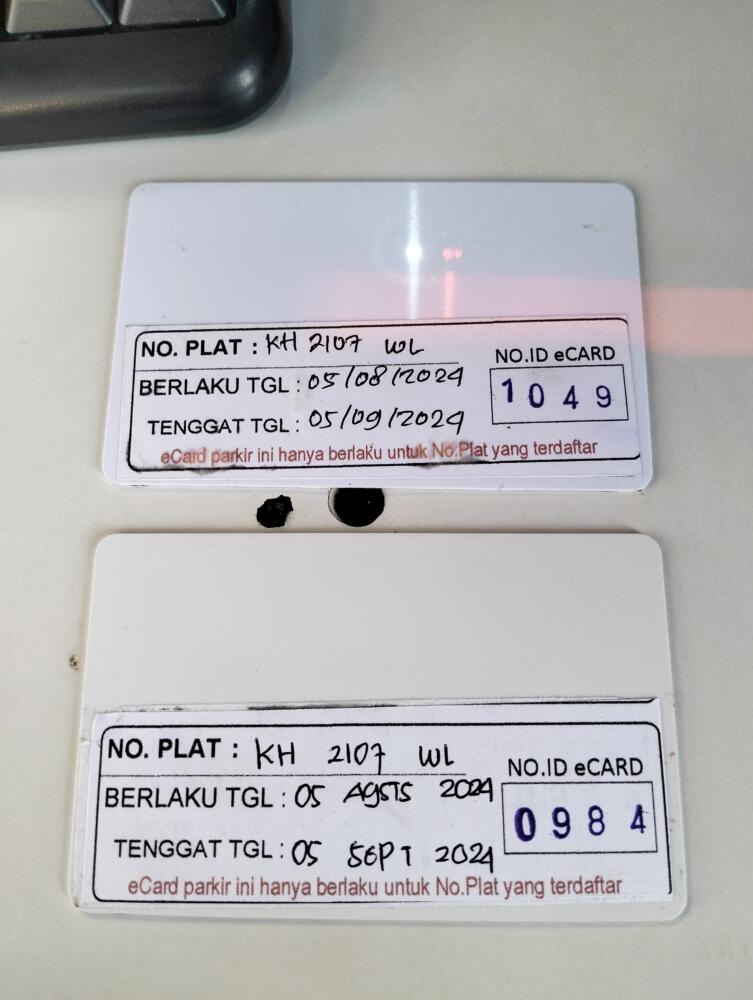 NO. PLAT : KH 2107 WL
NO.ID eCARD
BERLAKU TGL : 05/08/2024
1049
TENGGAT TGL : 05/09/2024
eCard parkir ini hanya berlaku untuk No.Plat yang terdaftar
NO. PLAT : KH 2107 WL
NO.ID eCARD
BERLAKU TGL : 05 AGSTS 2024
0984
TENGGAT TGL : 05 SEPT 2024
eCard parkir ini hanya berlaku untuk No.Plat yang terdaftar